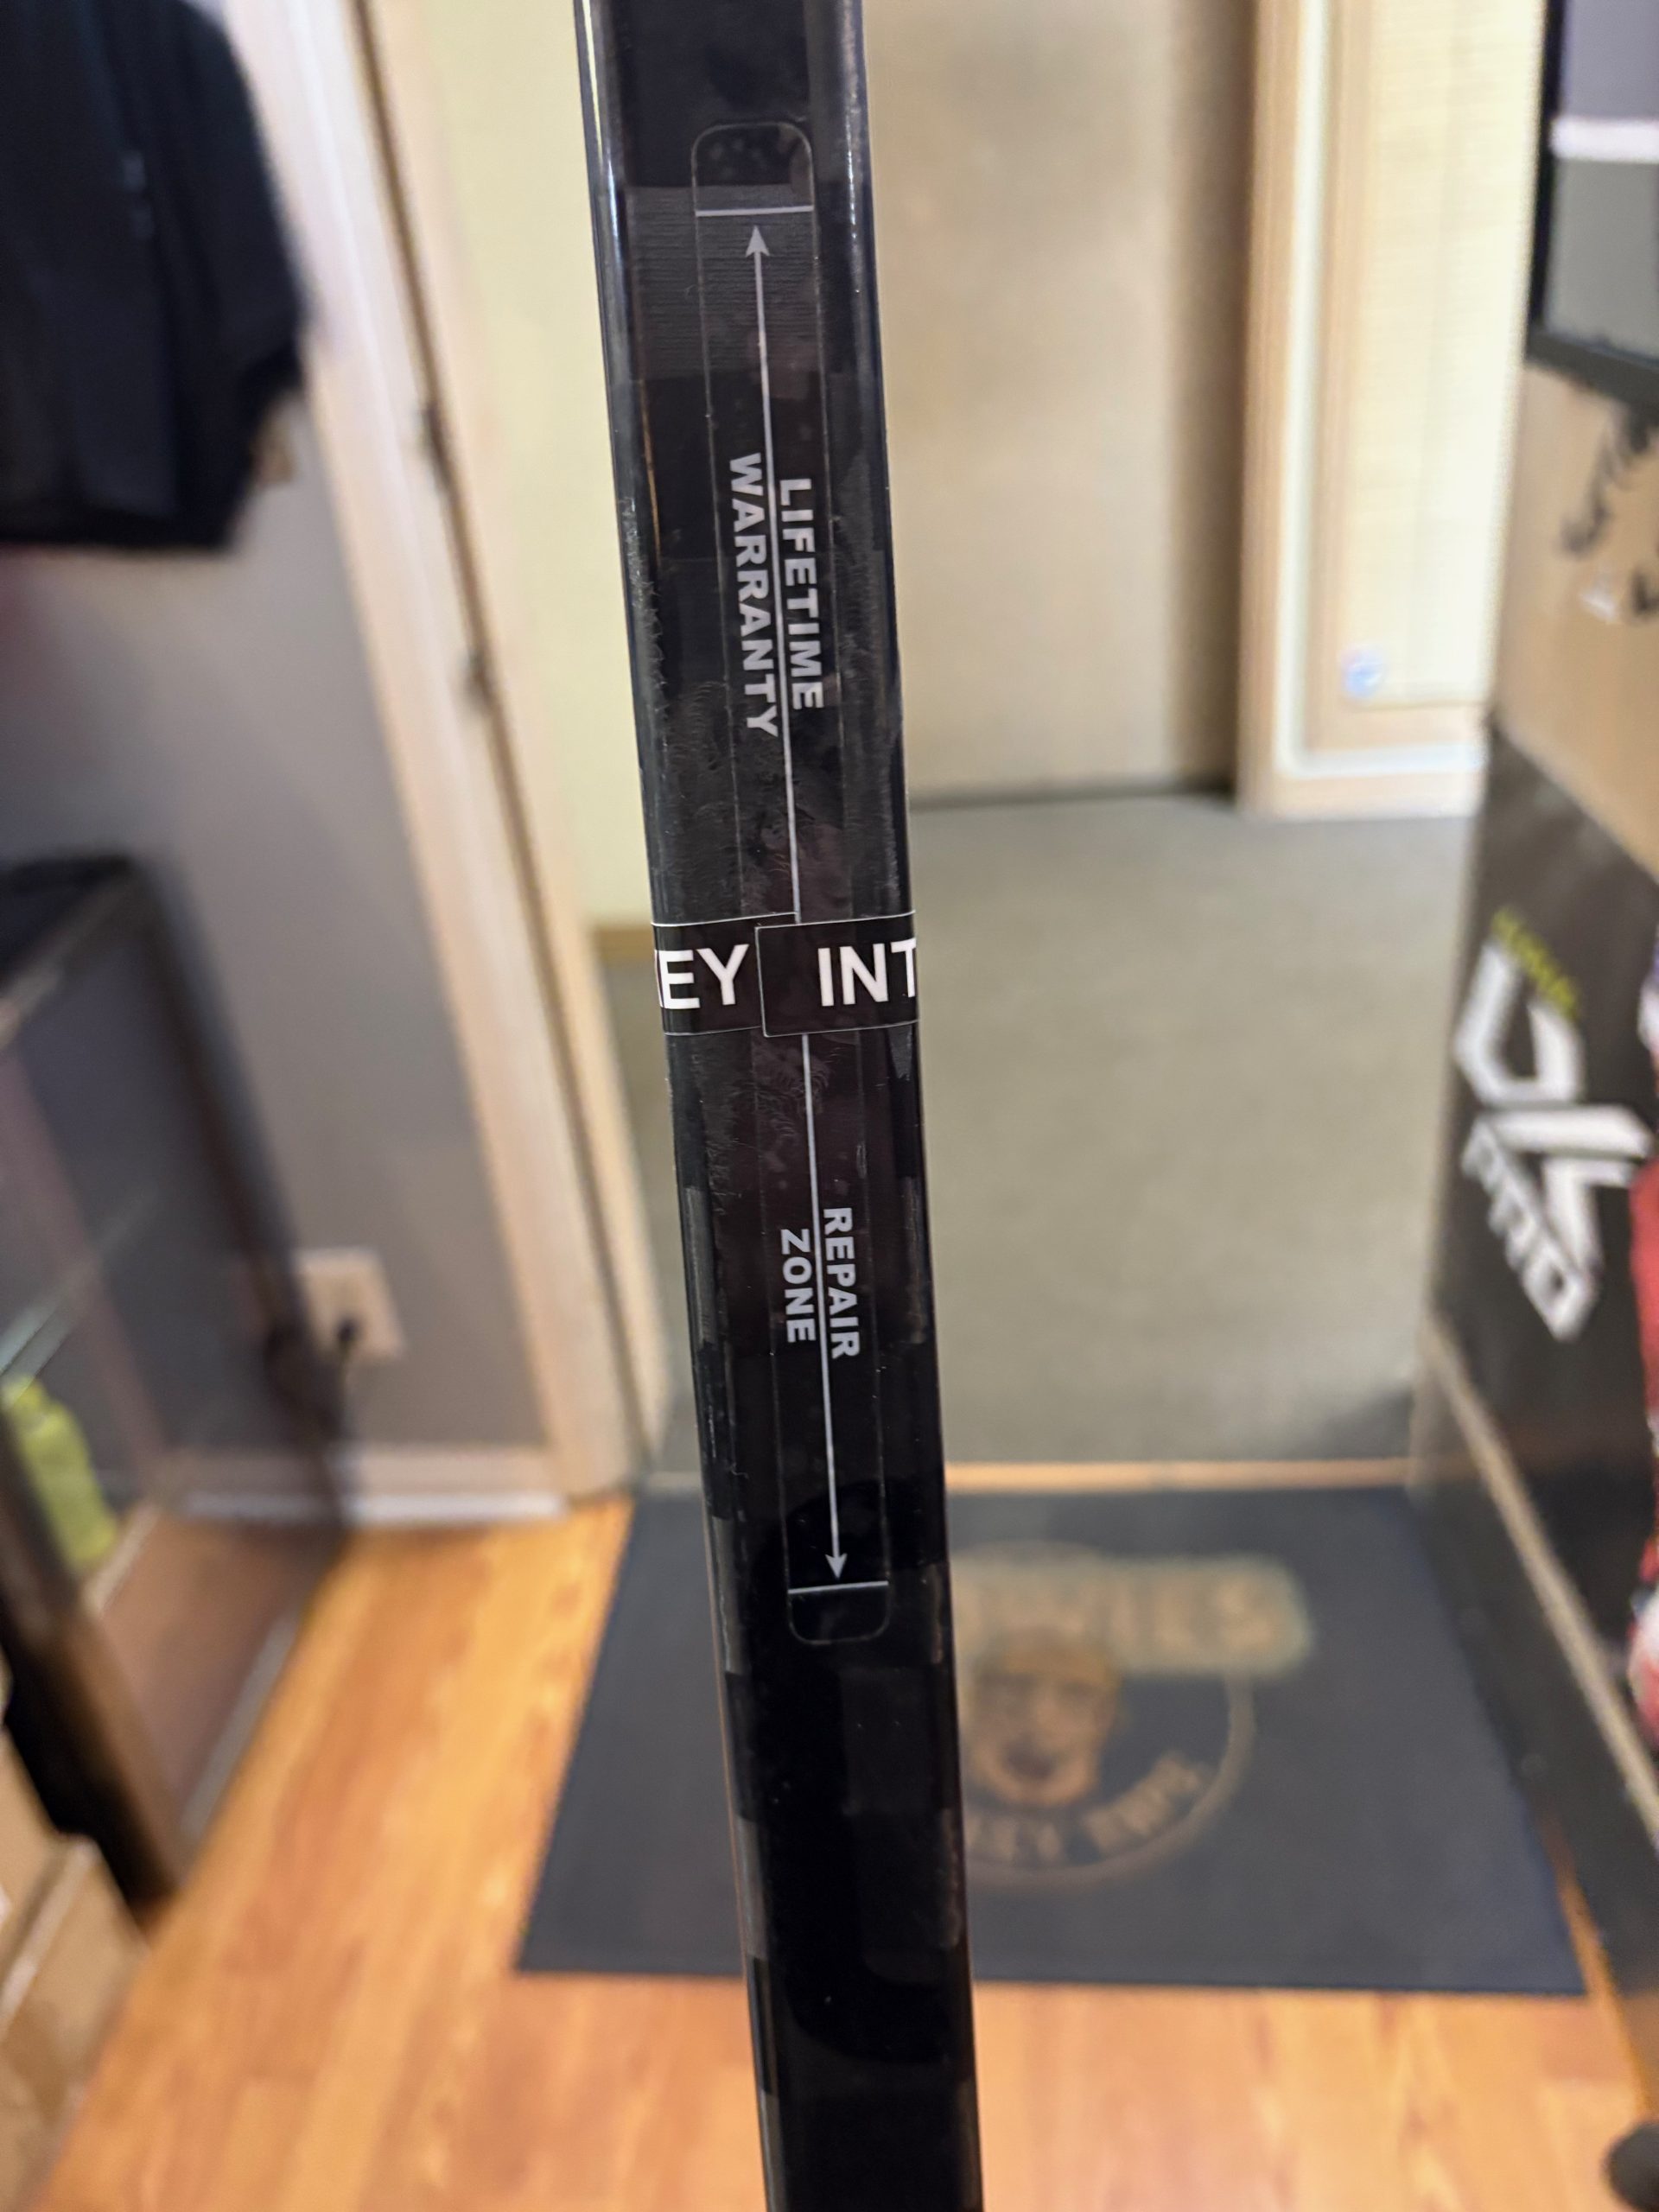 LIFETIME
WARRANTY
EY INT
REPAIR
ZONE
PRO